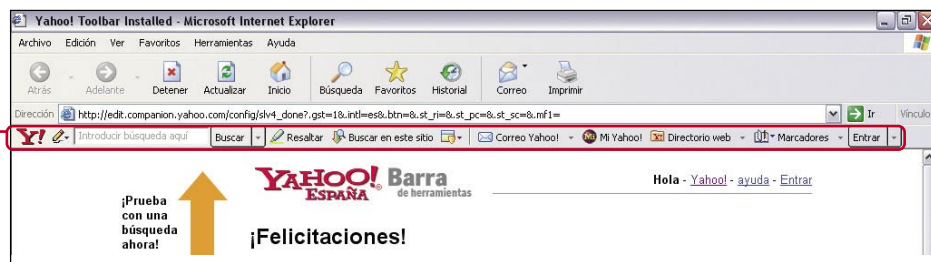 Yahoo! Toolbar Installed - Microsoft Internet Explorer
Archivo Edición Ver Favoritos Herramientas Ayuda
Atrás Adelante Detener Actualizar Inicio Búsqueda Favoritos Historial Correo Imprimir
Dirección http://edit.companion.yahoo.com/config/slv4_done?.gst=1&.intl=es&.btn=&.st_ri=&.st_pc=&.st_sc=&.mf1= Ir Vínculo
Y! Introducir búsqueda aquí Buscar Resaltar Buscar en este sitio Correo Yahoo! Mi Yahoo! Directorio web Marcadores Entrar
YAHOO! Barra
ESPAÑA de herramientas
Hola - Yahoo! - ayuda - Entrar
¡Prueba
con una
búsqueda
ahora!
¡Felicitaciones!